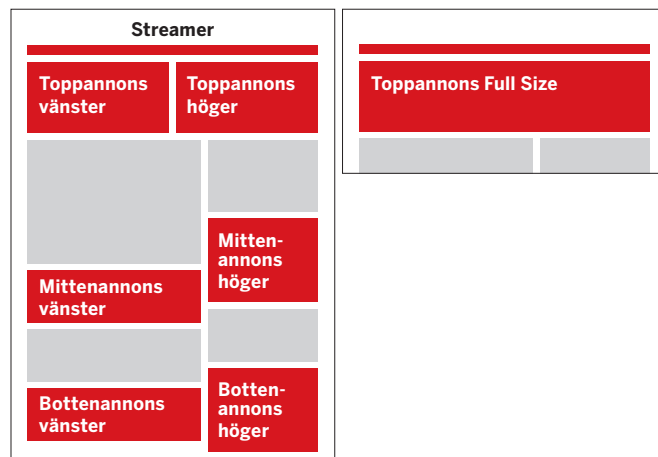 Streamer
Toppannons
vänster
Toppannons
höger
Mitten-
annons
höger
Mittenannons
vänster
Bottenannons
vänster
Botten-
annons
höger
Toppannons Full Size